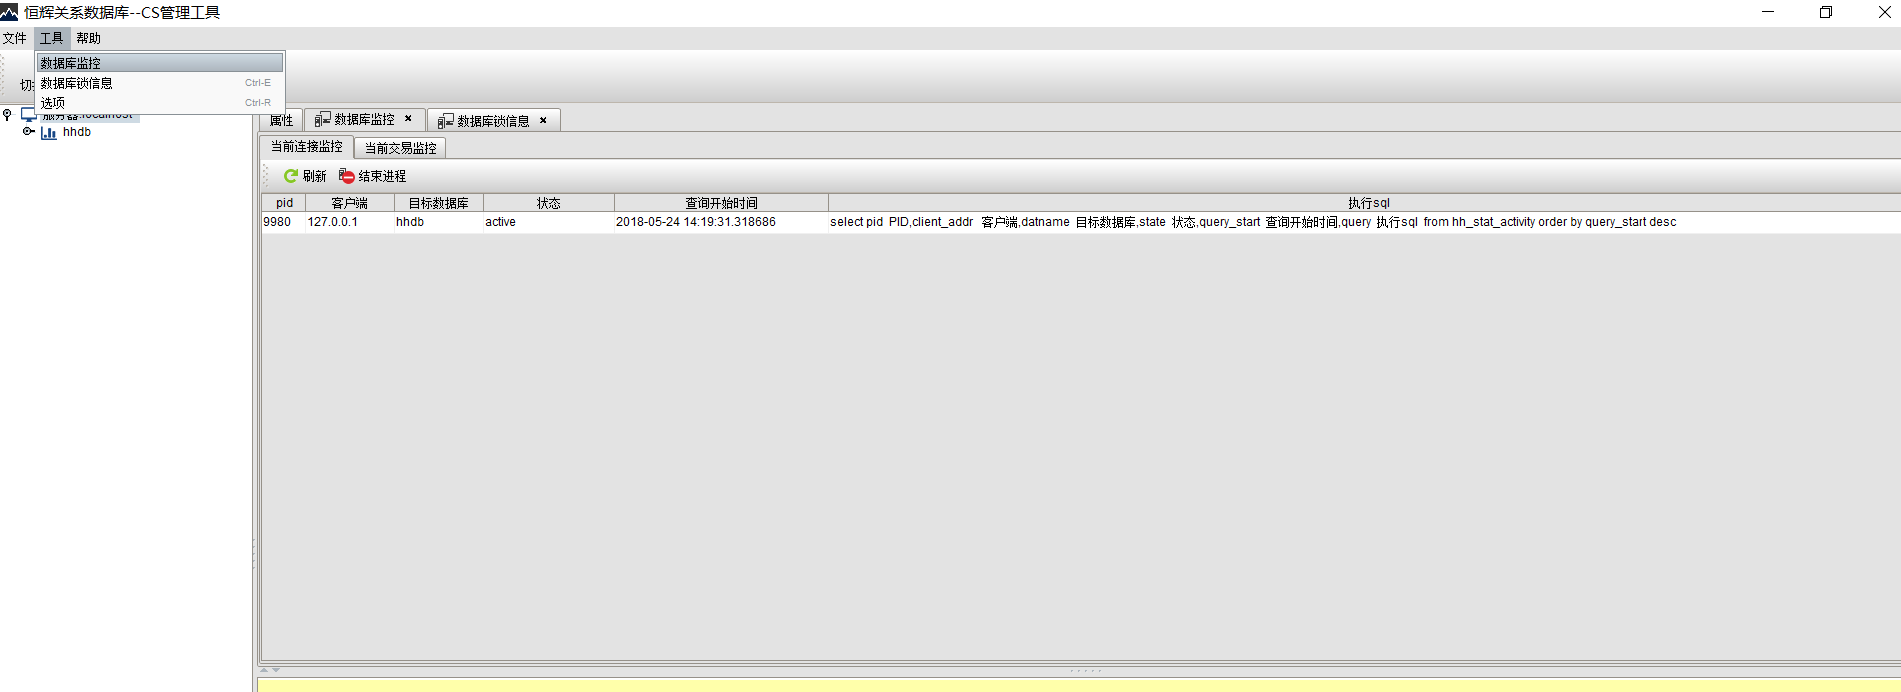 恒辉关系数据库--CS管理工具
文件 工具 帮助
数据库监控
数据库锁信息 Ctrl-E
选项 Ctrl-R
切
服务器:localhost
hhdb
属性 数据库监控 数据库锁信息
当前连接监控 当前交易监控
刷新 结束进程
pid 客户端 目标数据库 状态 查询开始时间 执行sql
9980 127.0.0.1 hhdb active 2018-05-24 14:19:31.318686 select pid PID,client_addr 客户端,datname 目标数据库,state 状态,query_start 查询开始时间,query 执行sql from hh_stat_activity order by query_start desc